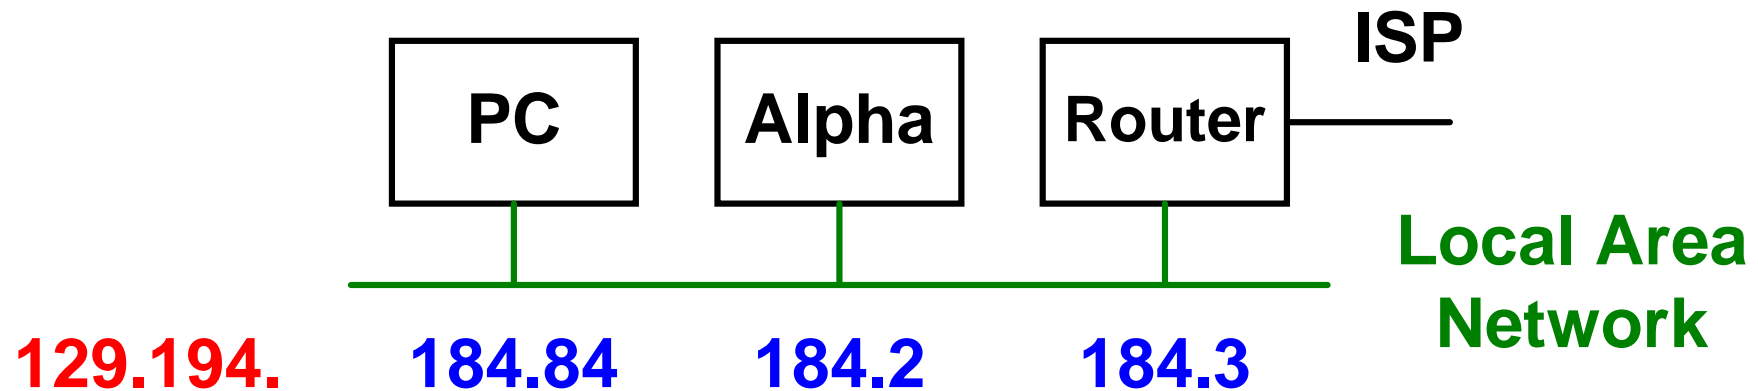 ISP
PC Alpha Router
Local Area
Network
129.194. 184.84 184.2 184.3